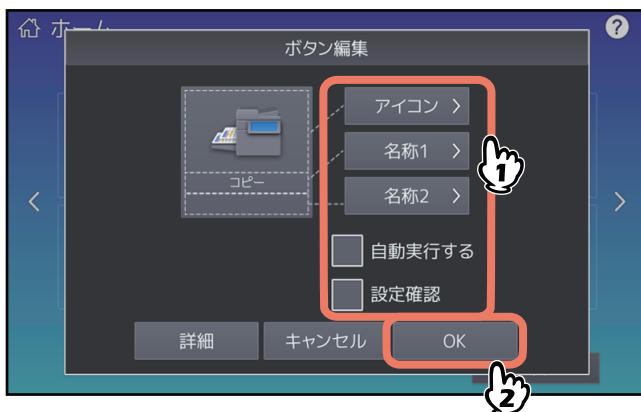 ホーム
?
ボタン編集
アイコン >
名称1 >
1
コピー
名称2 >
自動実行する
設定確認
詳細
キャンセル
OK
2